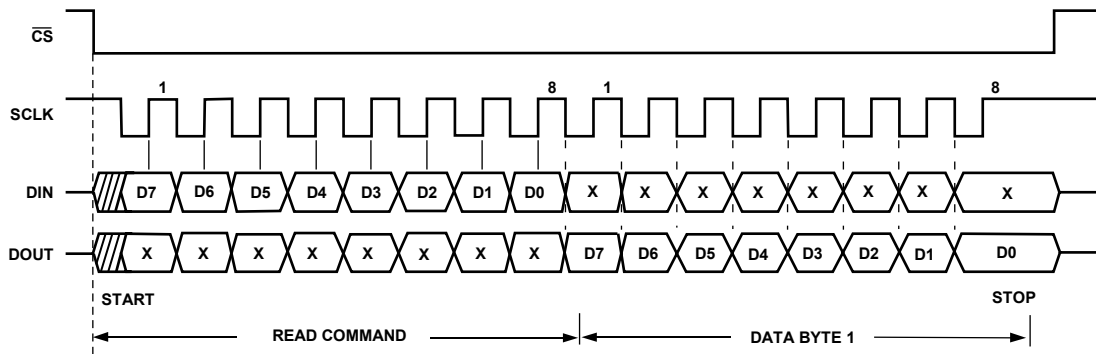 CS
1 8 1 8
SCLK
DIN D7 D6 D5 D4 D3 D2 D1 D0 X X X X X X X X
DOUT X X X X X X X X D7 D6 D5 D4 D3 D2 D1 D0
START STOP
READ COMMAND DATA BYTE 1